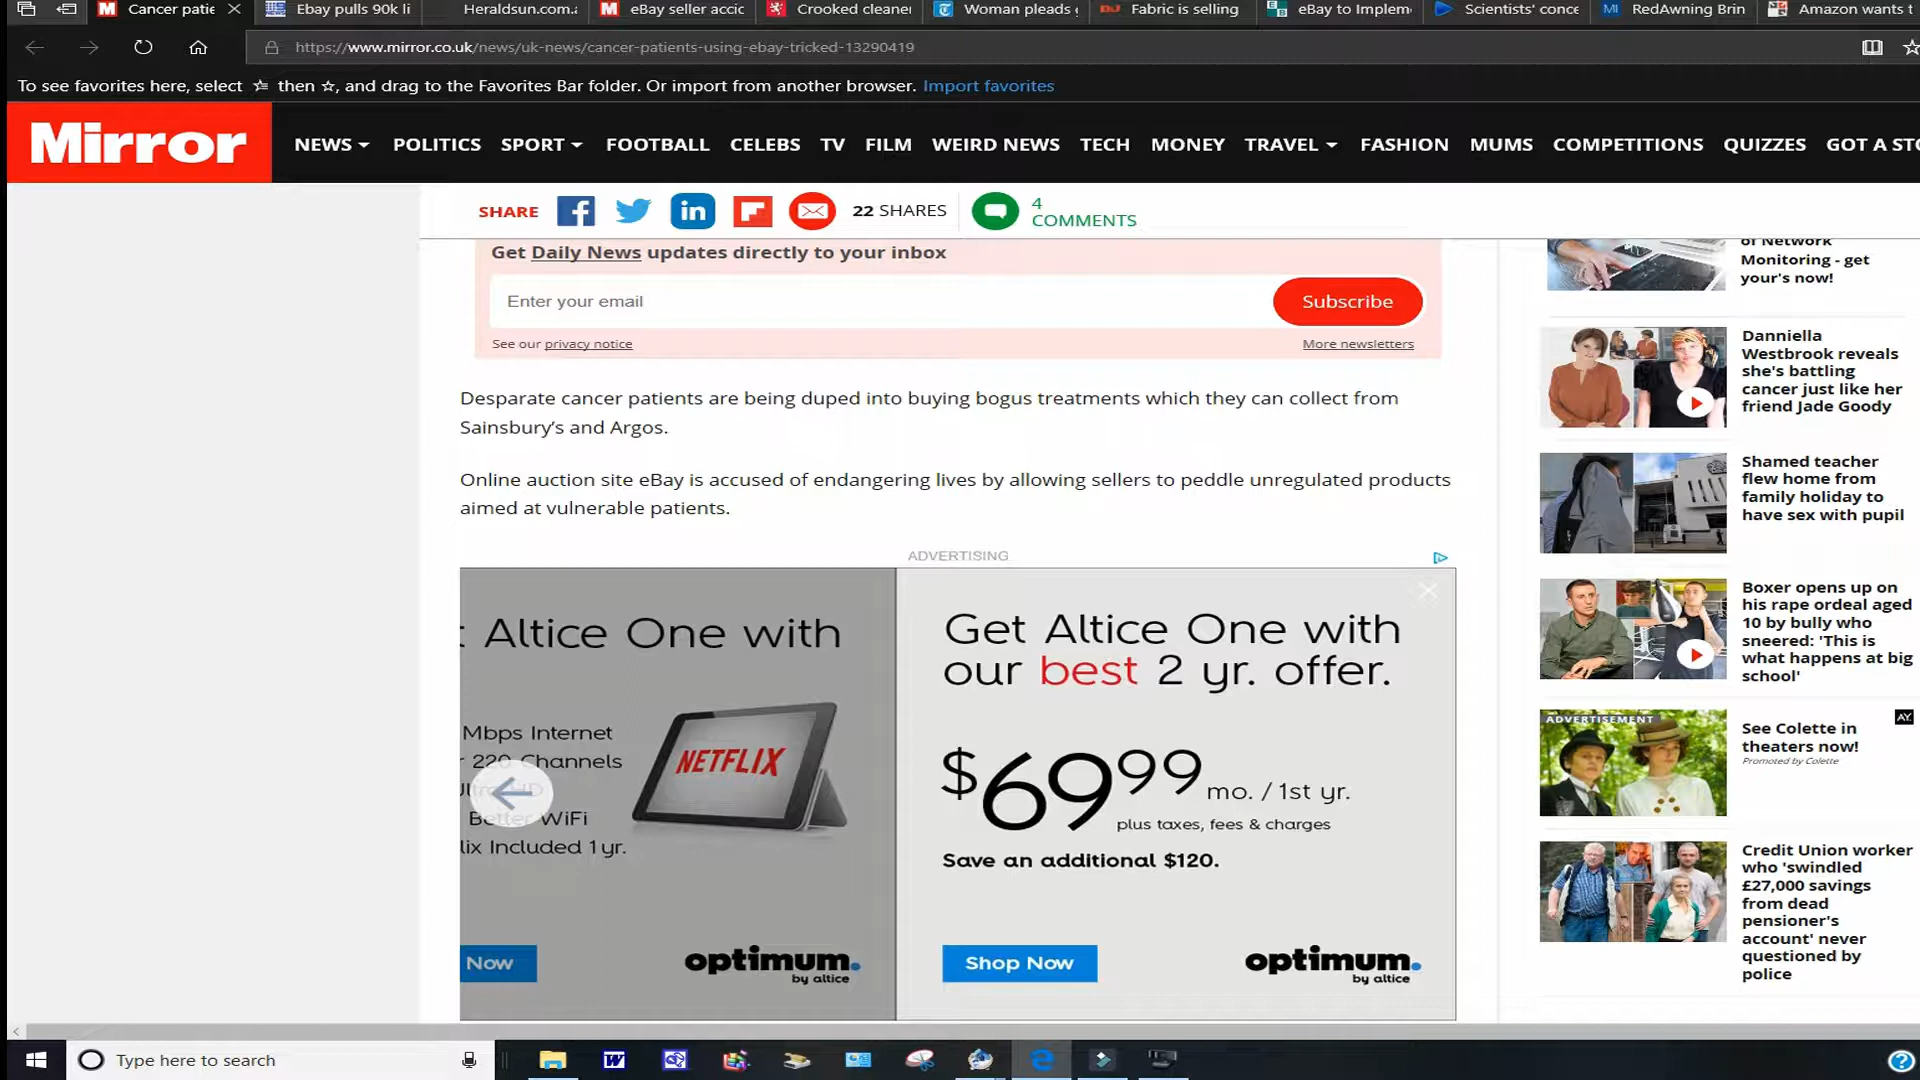 Cancer patie
Ebay pulls 90k li
Heraldsun.com.a
eBay seller accid
Crooked cleaner
Woman pleads g
Fabric is selling
eBay to Implem
Scientists' conce
RedAwning Brin
Amazon wants t
https://www.mirror.co.uk/news/uk-news/cancer-patients-using-ebay-tricked-13290419
To see favorites here, select then ☆, and drag to the Favorites Bar folder. Or import from another browser. Import favorites
Mirror
NEWS POLITICS SPORT FOOTBALL CELEBS TV FILM WEIRD NEWS TECH MONEY TRAVEL FASHION MUMS COMPETITIONS QUIZZES GOT A STO
SHARE
22 SHARES
4
COMMENTS
Get Daily News updates directly to your inbox
Enter your email
Subscribe
See our privacy notice
More newsletters
Desparate cancer patients are being duped into buying bogus treatments which they can collect from
Sainsbury's and Argos.
Online auction site eBay is accused of endangering lives by allowing sellers to peddle unregulated products
aimed at vulnerable patients.
ADVERTISING
t Altice One with
Mbps Internet
220 Channels
Better WiFi
lix Included 1 yr.
NETFLIX
Now
optimum.
by altice
Get Altice One with
our best 2 yr. offer.
$69.99 mo. / 1st yr.
plus taxes, fees & charges
Save an additional $120.
Shop Now
optimum.
by altice
of Network
Monitoring - get
your's now!
Danniella
Westbrook reveals
she's battling
cancer just like her
friend Jade Goody
Shamed teacher
flew home from
family holiday to
have sex with pupil
Boxer opens up on
his rape ordeal aged
10 by bully who
sneered: 'This is
what happens at big
school'
ADVERTISEMENT
See Colette in
theaters now!
Promoted by Colette
Credit Union worker
who 'swindled
£27,000 savings
from dead
pensioner's
account' never
questioned by
police
Type here to search